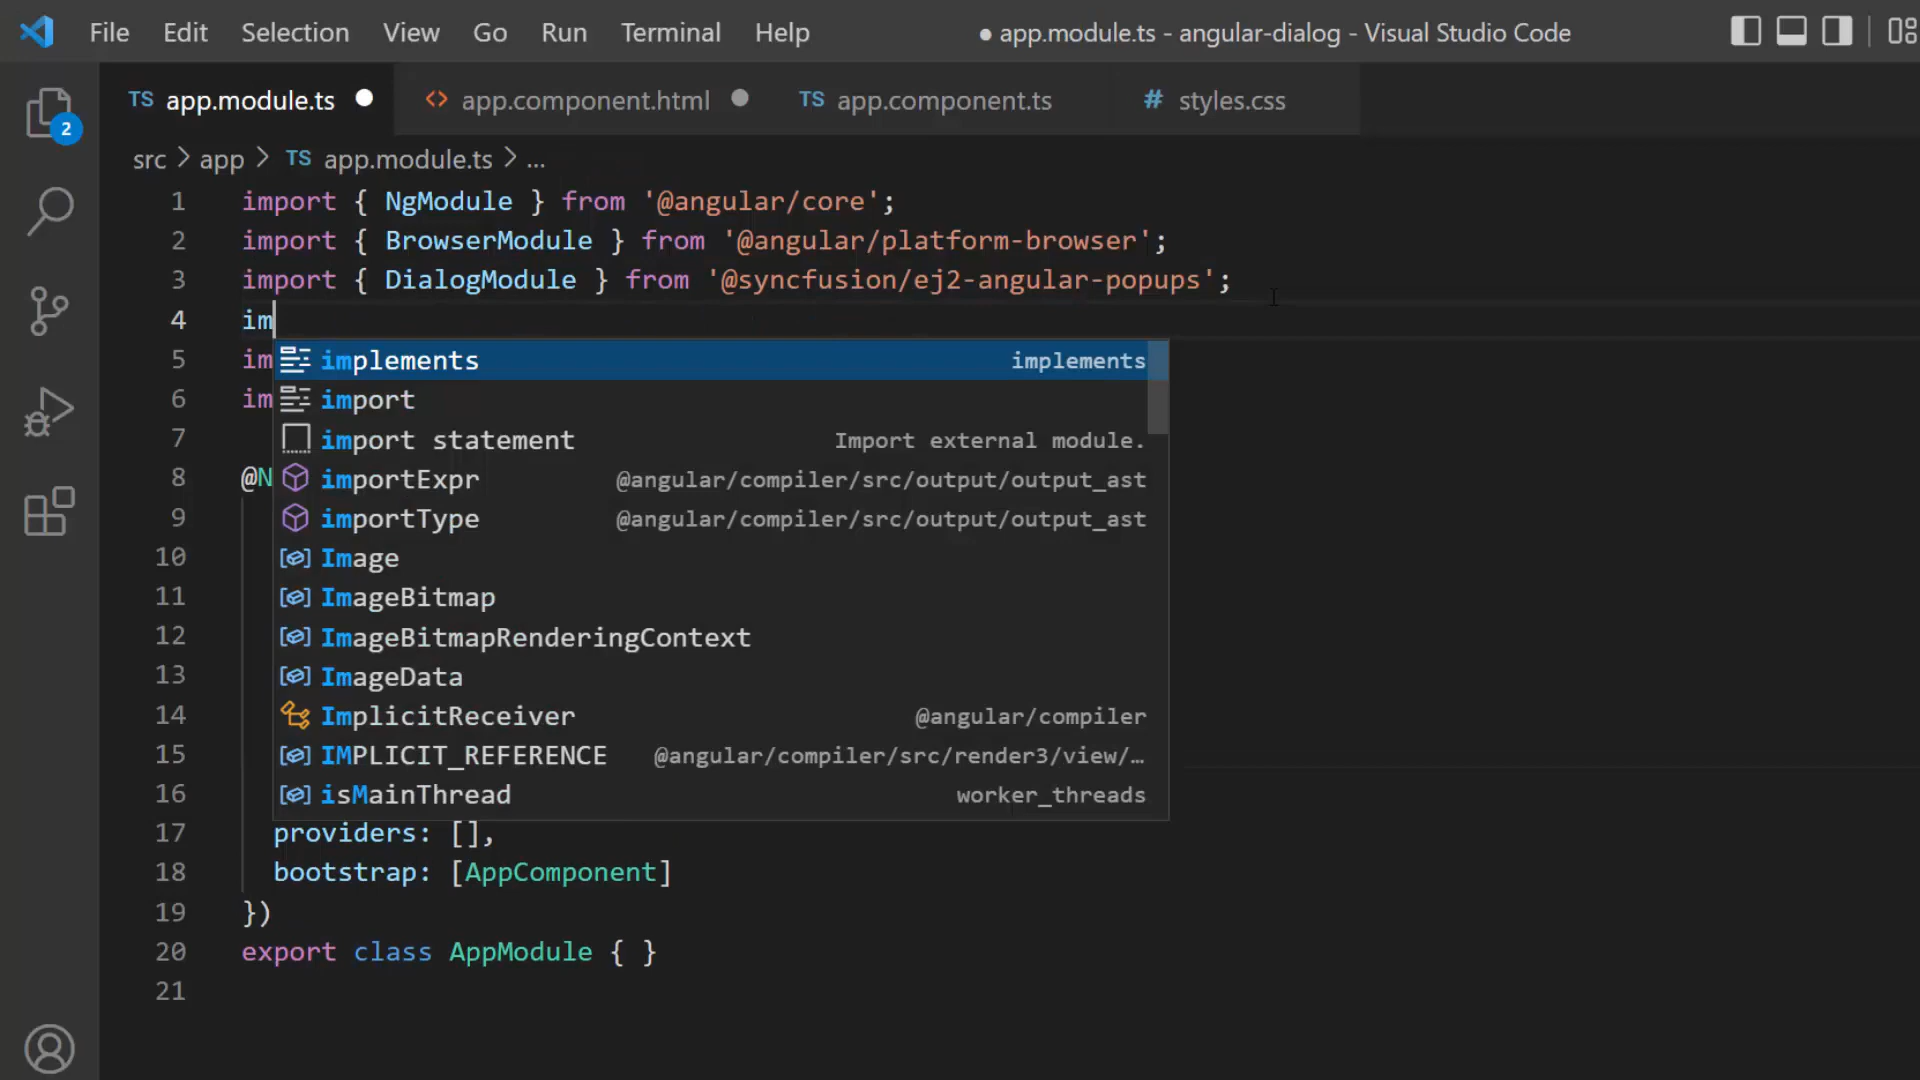 File Edit Selection View Go Run Terminal Help ● app.module.ts - angular-dialog - Visual Studio Code
TS app.module.ts <> app.component.html TS app.component.ts # styles.css
2
src > app > TS app.module.ts > ...
1 import { NgModule } from '@angular/core';
2 import { BrowserModule } from '@angular/platform-browser';
3 import { DialogModule } from '@syncfusion/ej2-angular-popups';
4 im
5 im implements implements
6 im import
7 import statement Import external module.
8 @N importExpr @angular/compiler/src/output/output_ast
9 importType @angular/compiler/src/output/output_ast
10 Image
11 ImageBitmap
12 ImageBitmapRenderingContext
13 ImageData
14 ImplicitReceiver @angular/compiler
15 IMPLICIT_REFERENCE @angular/compiler/src/render3/view/…
16 isMainThread worker_threads
17 providers: [],
18 bootstrap: [AppComponent]
19 })
20 export class AppModule { }
21